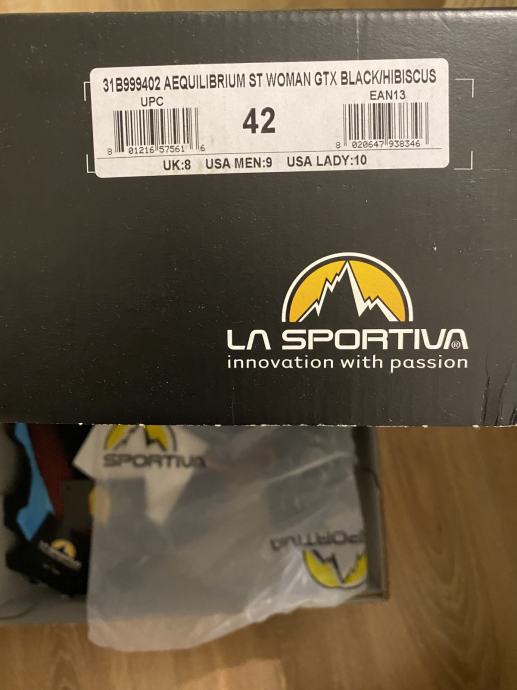 31B999402 AEQUILIBRIUM ST WOMAN GTX BLACK/HIBISCUS
UPC
42
EAN13
8 01216 57561 6
8 020647 938346
UK:8 USA MEN:9 USA LADY:10
LA SPORTIVA®
innovation with passion
SPORTIVA
SPORTIVA